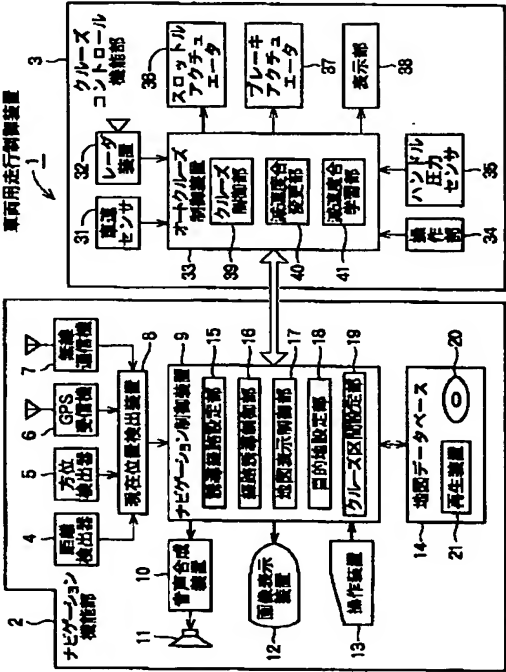 車両用走行制御装置
1
2
ナビゲーション
機能部
4
距離
検出器
5
方位
検出器
6
GPS
受信機
7
無線
通信機
8
現在位置検出装置
9
ナビゲーション制御装置
誘導経路設定部
15
経路誘導制御部
16
地図表示制御部
17
目的地設定部
18
クルーズ区間設定部
19
10
音声合成
装置
11
画像表示
装置
12
操作装置
13
14
地図データベース
再生装置
21
20
3
クルーズ
コントロール
機能部
31
車速
センサ
32
レーダ
装置
33
オートクルーズ
制御装置
クルーズ
制御部
39
減速度合
変更部
40
減速度合
学習部
41
スロットル
アクチュ
エータ
36
ブレーキ
アクチュ
エータ
37
表示部
38
操作部
34
ハンドル
圧力
センサ
35